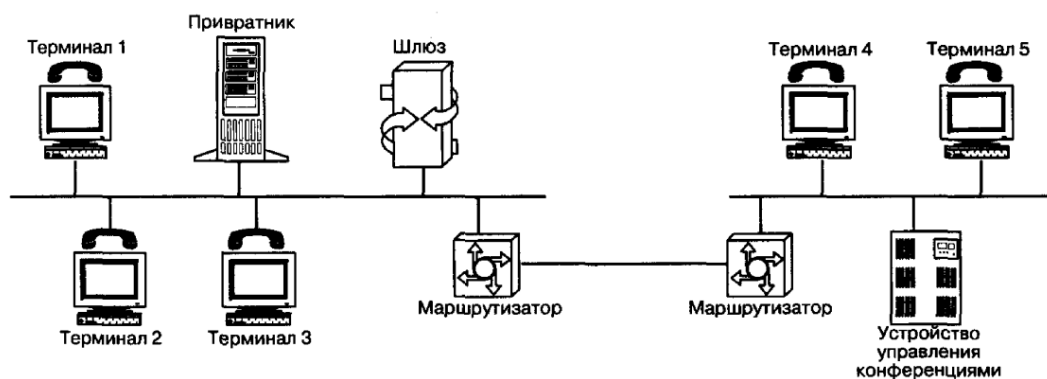 Привратник
Терминал 1
Шлюз
Терминал 4
Терминал 5
Терминал 2
Терминал 3
Маршрутизатор
Маршрутизатор
Устройство
управления
конференциями